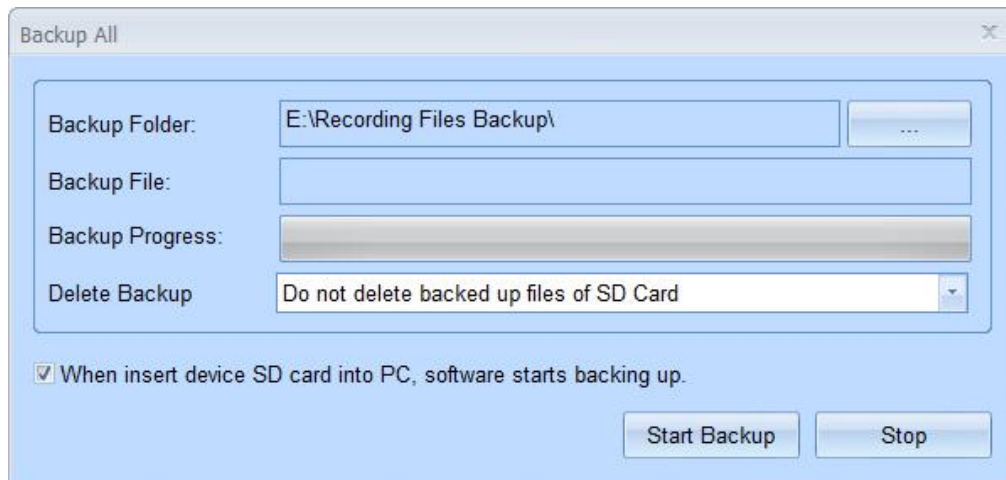 Backup All
Backup Folder: E:\Recording Files Backup\ ...
Backup File:
Backup Progress:
Delete Backup Do not delete backed up files of SD Card
When insert device SD card into PC, software starts backing up.
Start Backup Stop